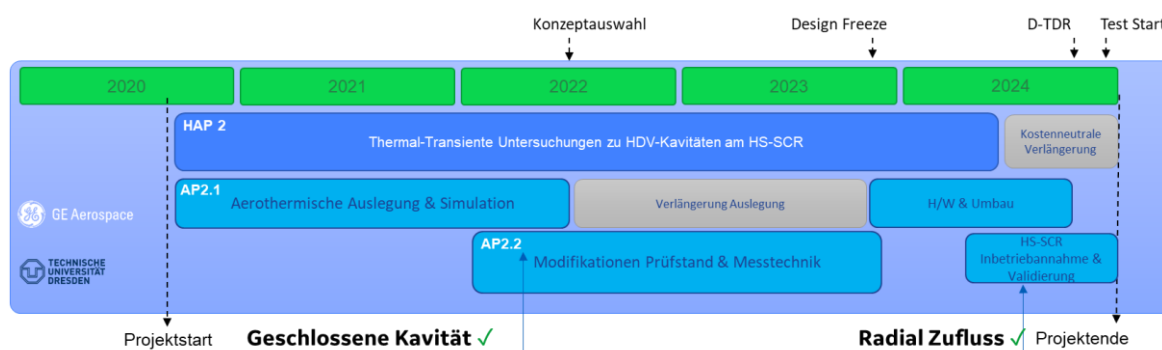 Konzeptauswahl
Design Freeze
D-TDR
Test Start
2020
2021
2022
2023
2024
HAP 2
Thermal-Transiente Untersuchungen zu HDV-Kavitäten am HS-SCR
Kostenneutrale
Verlängerung
AP2.1
Aerothermische Auslegung & Simulation
Verlängerung Auslegung
H/W & Umbau
GE Aerospace
AP2.2
Modifikationen Prüfstand & Messtechnik
HS-SCR
Inbetriebannahme &
Validierung
TECHNISCHE
UNIVERSITÄT
DRESDEN
Projektstart
Geschlossene Kavität ✓
Radial Zufluss ✓
Projektende